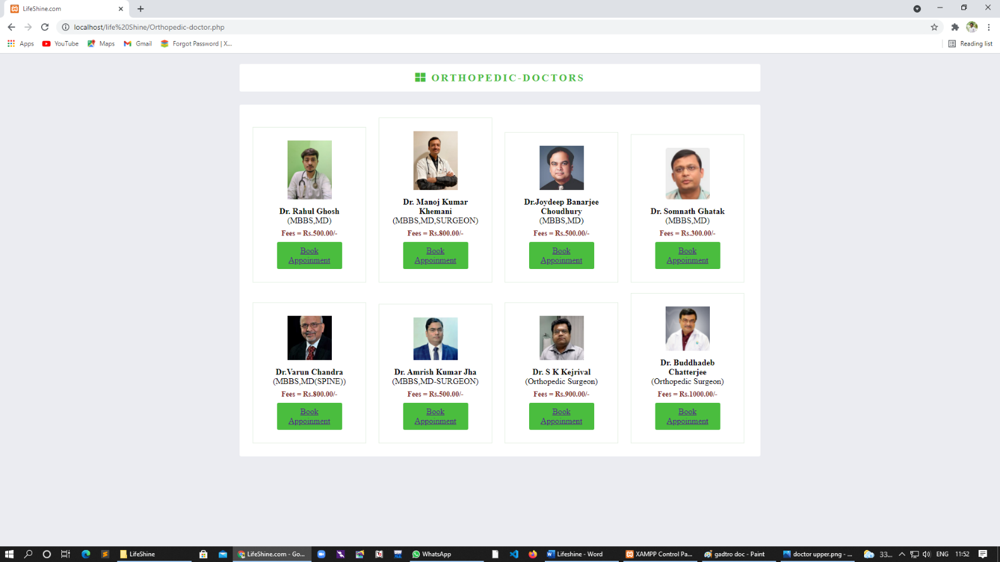 LifeShine.com
localhost/life%20Shine/Orthopedic-doctor.php
Apps YouTube Maps Gmail Forgot Password | X... Reading list
ORTHOPEDIC-DOCTORS
Dr. Rahul Ghosh
(MBBS,MD)
Fees = Rs.500.00/-
Book
Appoinment
Dr. Manoj Kumar
Khemani
(MBBS,MD,SURGEON)
Fees = Rs.800.00/-
Book
Appoinment
Dr.Joydeep Banarjee
Choudhury
(MBBS,MD)
Fees = Rs.500.00/-
Book
Appoinment
Dr. Somnath Ghatak
(MBBS,MD)
Fees = Rs.300.00/-
Book
Appoinment
Dr.Varun Chandra
(MBBS,MD(SPINE))
Fees = Rs.800.00/-
Book
Appoinment
Dr. Amrish Kumar Jha
(MBBS,MD-SURGEON)
Fees = Rs.500.00/-
Book
Appoinment
Dr. S K Kejrival
(Orthopedic Surgeon)
Fees = Rs.900.00/-
Book
Appoinment
Dr. Buddhadeb
Chatterjee
(Orthopedic Surgeon)
Fees = Rs.1000.00/-
Book
Appoinment
LifeShine LifeShine.com - Go... WhatsApp Lifeshine - Word XAMPP Control Pa... gadtro doc - Paint doctor upper.png - ... 33... ENG 11:52